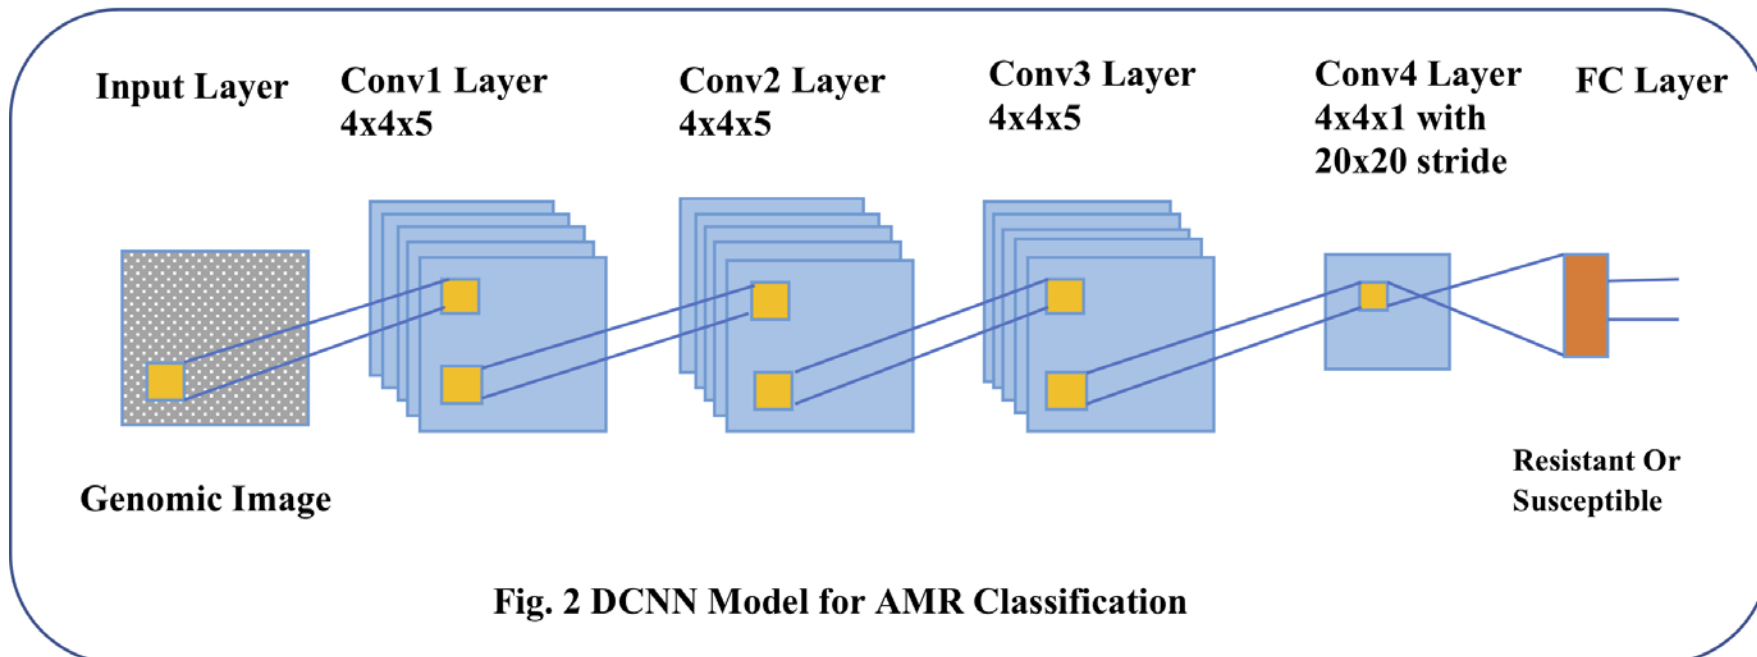 Input Layer
Conv1 Layer
4x4x5
Conv2 Layer
4x4x5
Conv3 Layer
4x4x5
Conv4 Layer
4x4x1 with
20x20 stride
FC Layer
Genomic Image
Resistant Or
Susceptible
Fig. 2 DCNN Model for AMR Classification